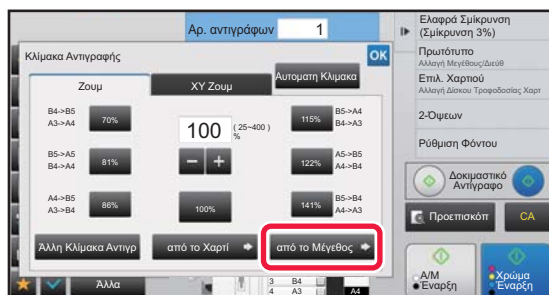 Αρ. αντιγράφων 1
Κλίμακα Αντιγραφής
OK
Ζουμ
XY Ζουμ
Αυτοματη Κλιμακα
B4->B5
A3->A4
70%
100
( 25~400 )
%
115%
B5->A4
B4->A3
B5->A5
B4->A4
81%
122%
A5->B5
A4->B4
A4->B5
A3->B4
86%
100%
141%
B5->B4
A4->A3
Άλλη Κλίμακα Αντιγρ
από το Χαρτί
από το Μέγεθος
Άλλα
3 B4
4 A3
A4
Ελαφρά Σμίκρυνση
(Σμίκρυνση 3%)
Πρωτότυπο
Αλλαγή Μεγέθους/Διεύθ
Επιλ. Χαρτιού
Αλλαγή Δίσκου Τροφοδοσίας Χαρτ
2-Όψεων
Ρύθμιση Φόντου
Δοκιμαστικό
Αντίγραφο
Προεπισκόπ
CA
Α/Μ
Έναρξη
Χρώμα
Έναρξη